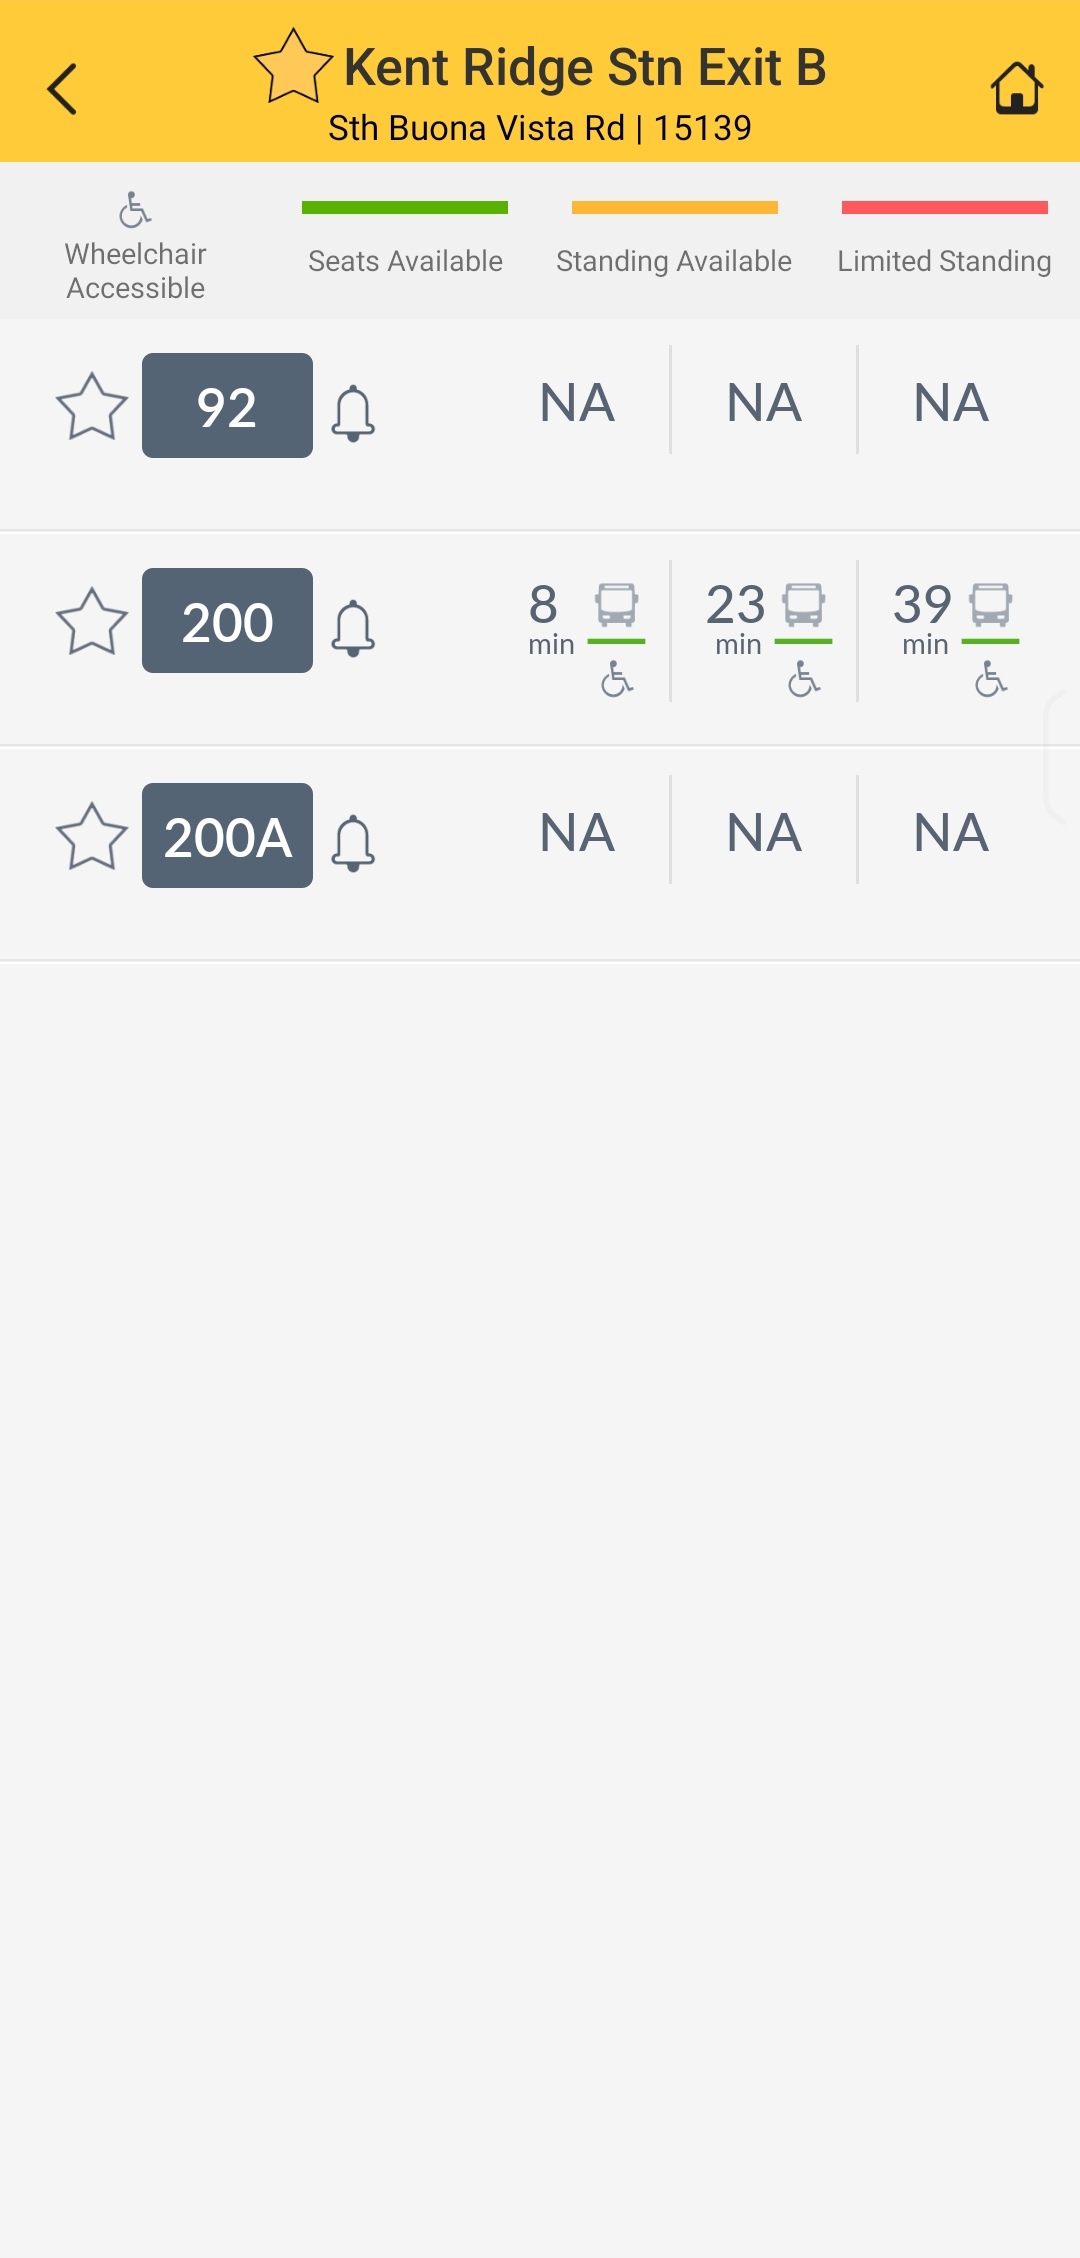 Kent Ridge Stn Exit B
Sth Buona Vista Rd | 15139
Wheelchair
Accessible
Seats Available
Standing Available
Limited Standing
92 NA NA NA
200 8 min 23 min 39 min
200A NA NA NA